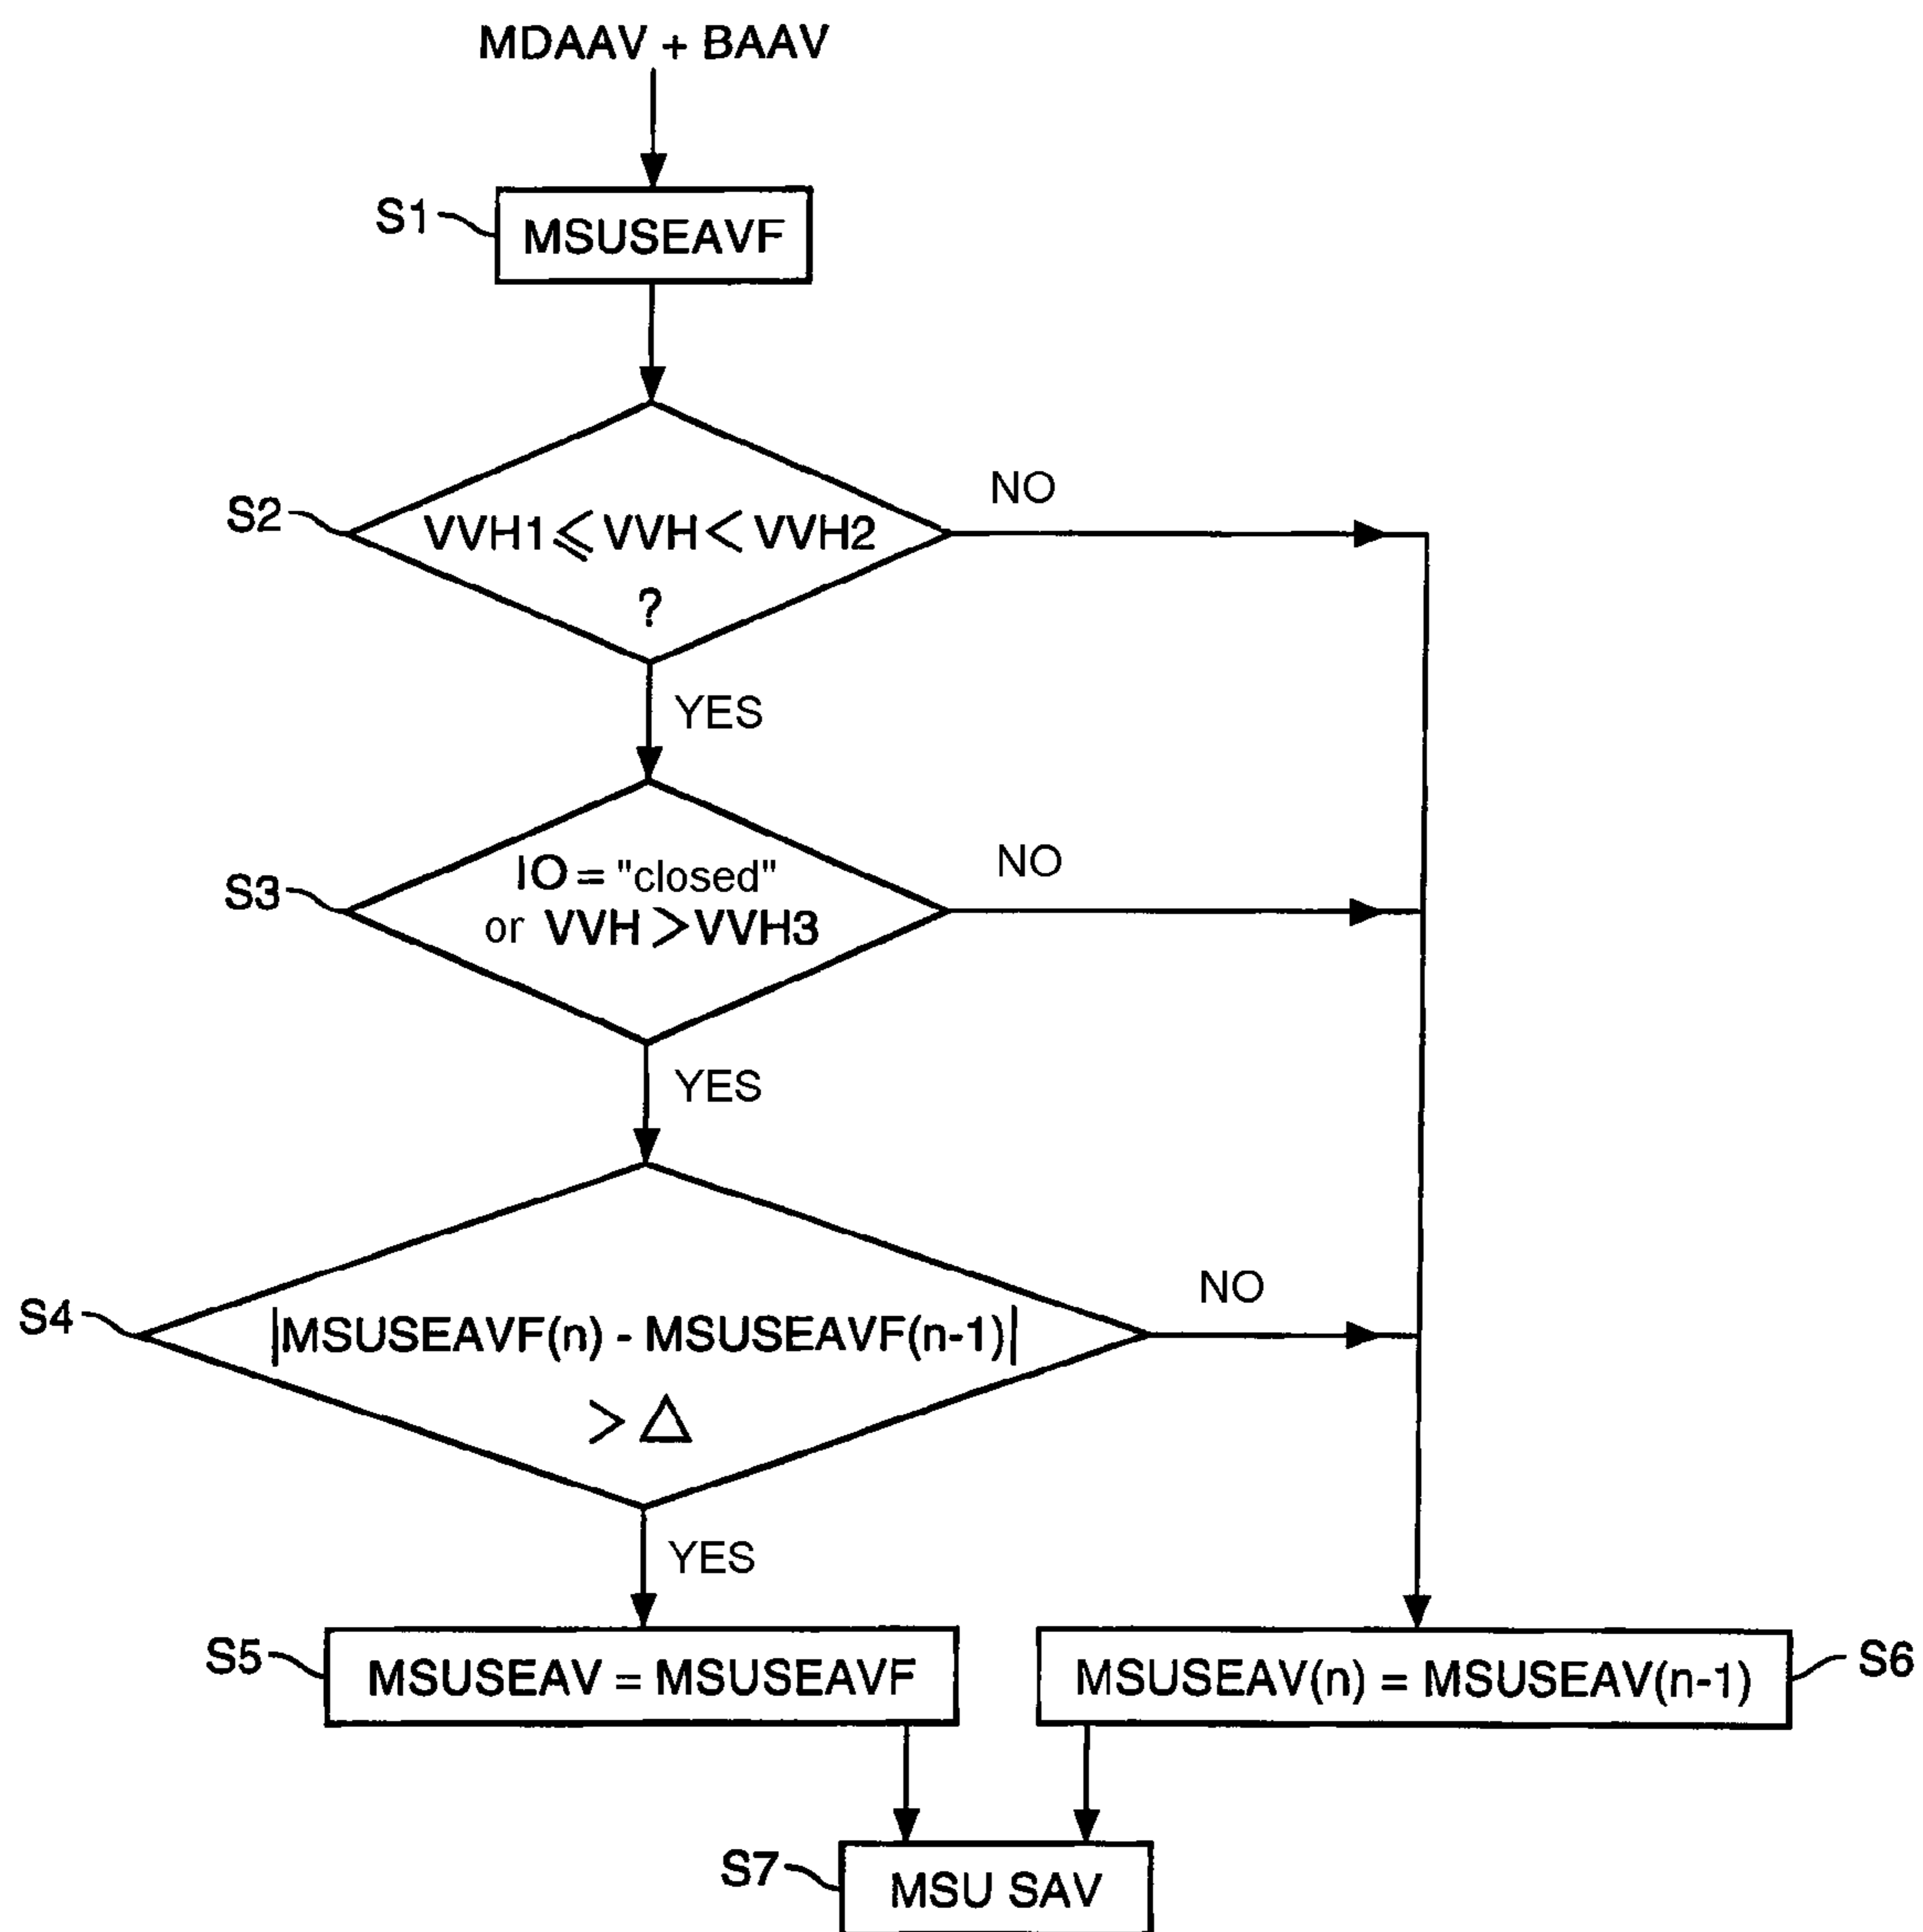 MDAAV + BAAV
S1
MSUSEAVF
NO
S2
VVH1 ⩽ VVH < VVH2
?
YES
NO
S3
IO = "closed"
or VVH > VVH3
YES
NO
S4
|MSUSEAVF(n) - MSUSEAVF(n-1)|
> △
YES
S5
MSUSEAV = MSUSEAVF
MSUSEAV(n) = MSUSEAV(n-1)
S6
S7
MSU SAV